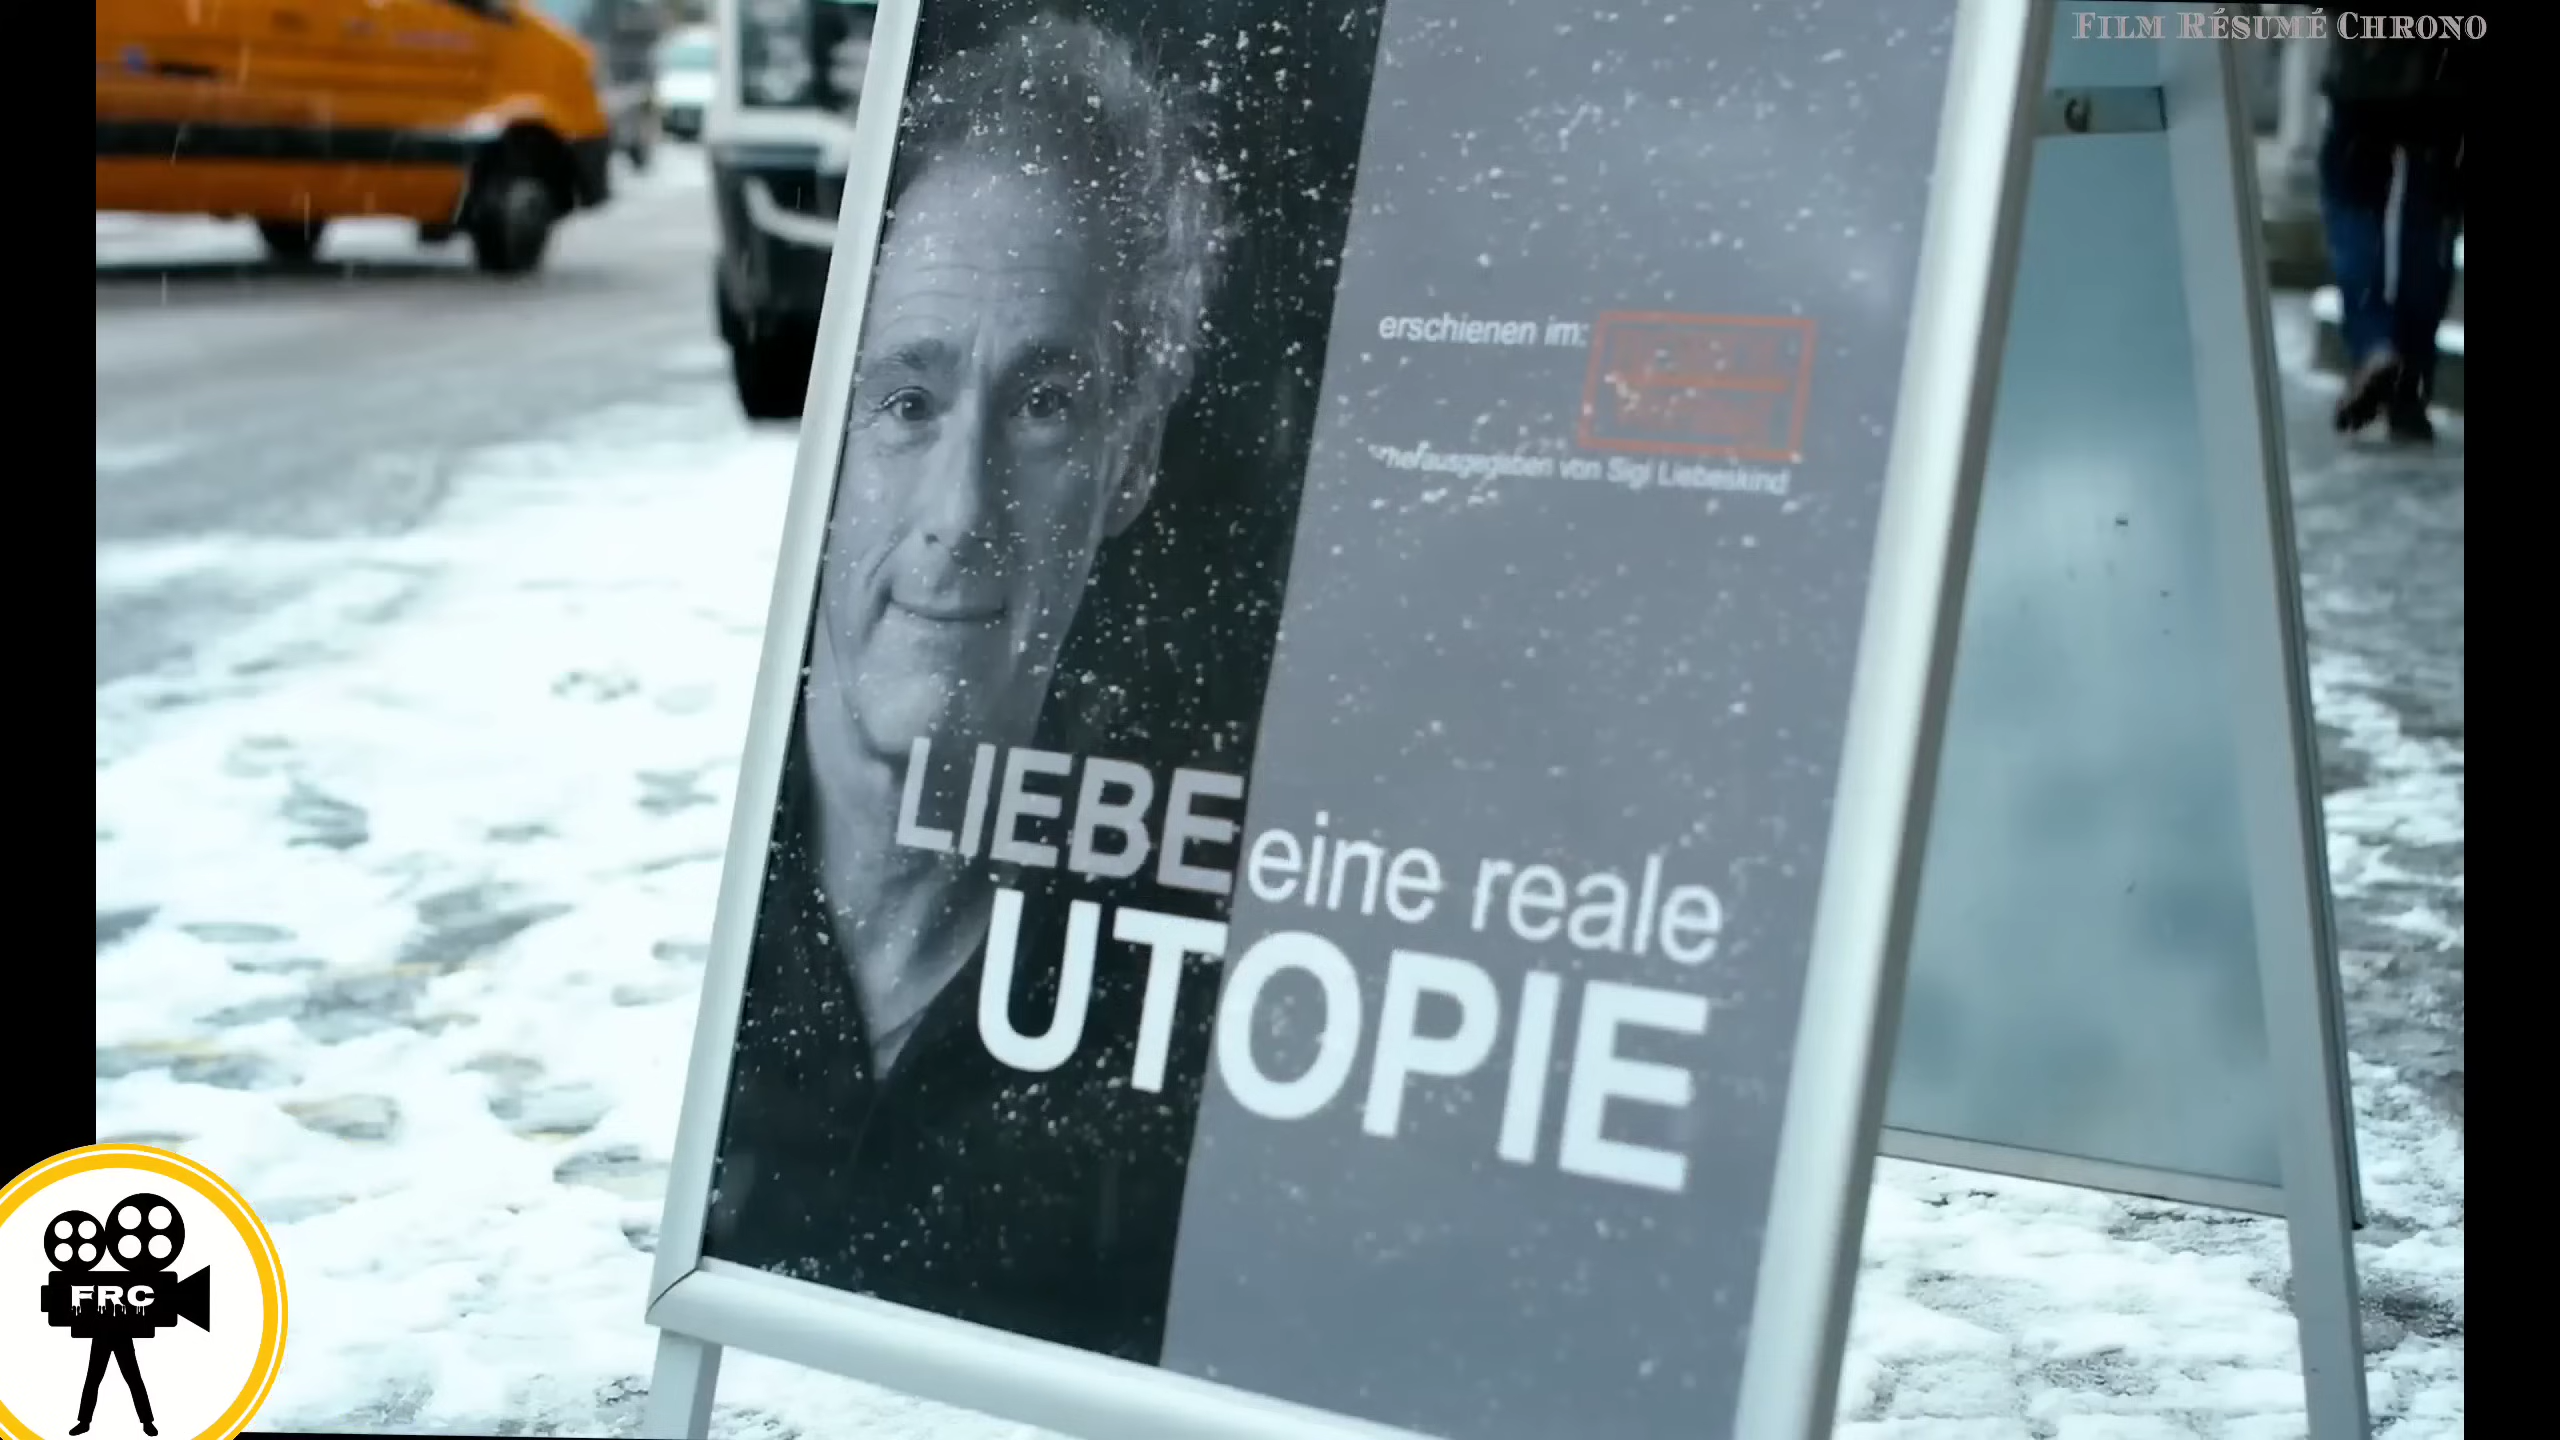 FILM RÉSUMÉ CHRONO
erschienen im:
herausgegeben von Sigi Liebeskind
LIEBE eine reale
UTOPIE
FRC